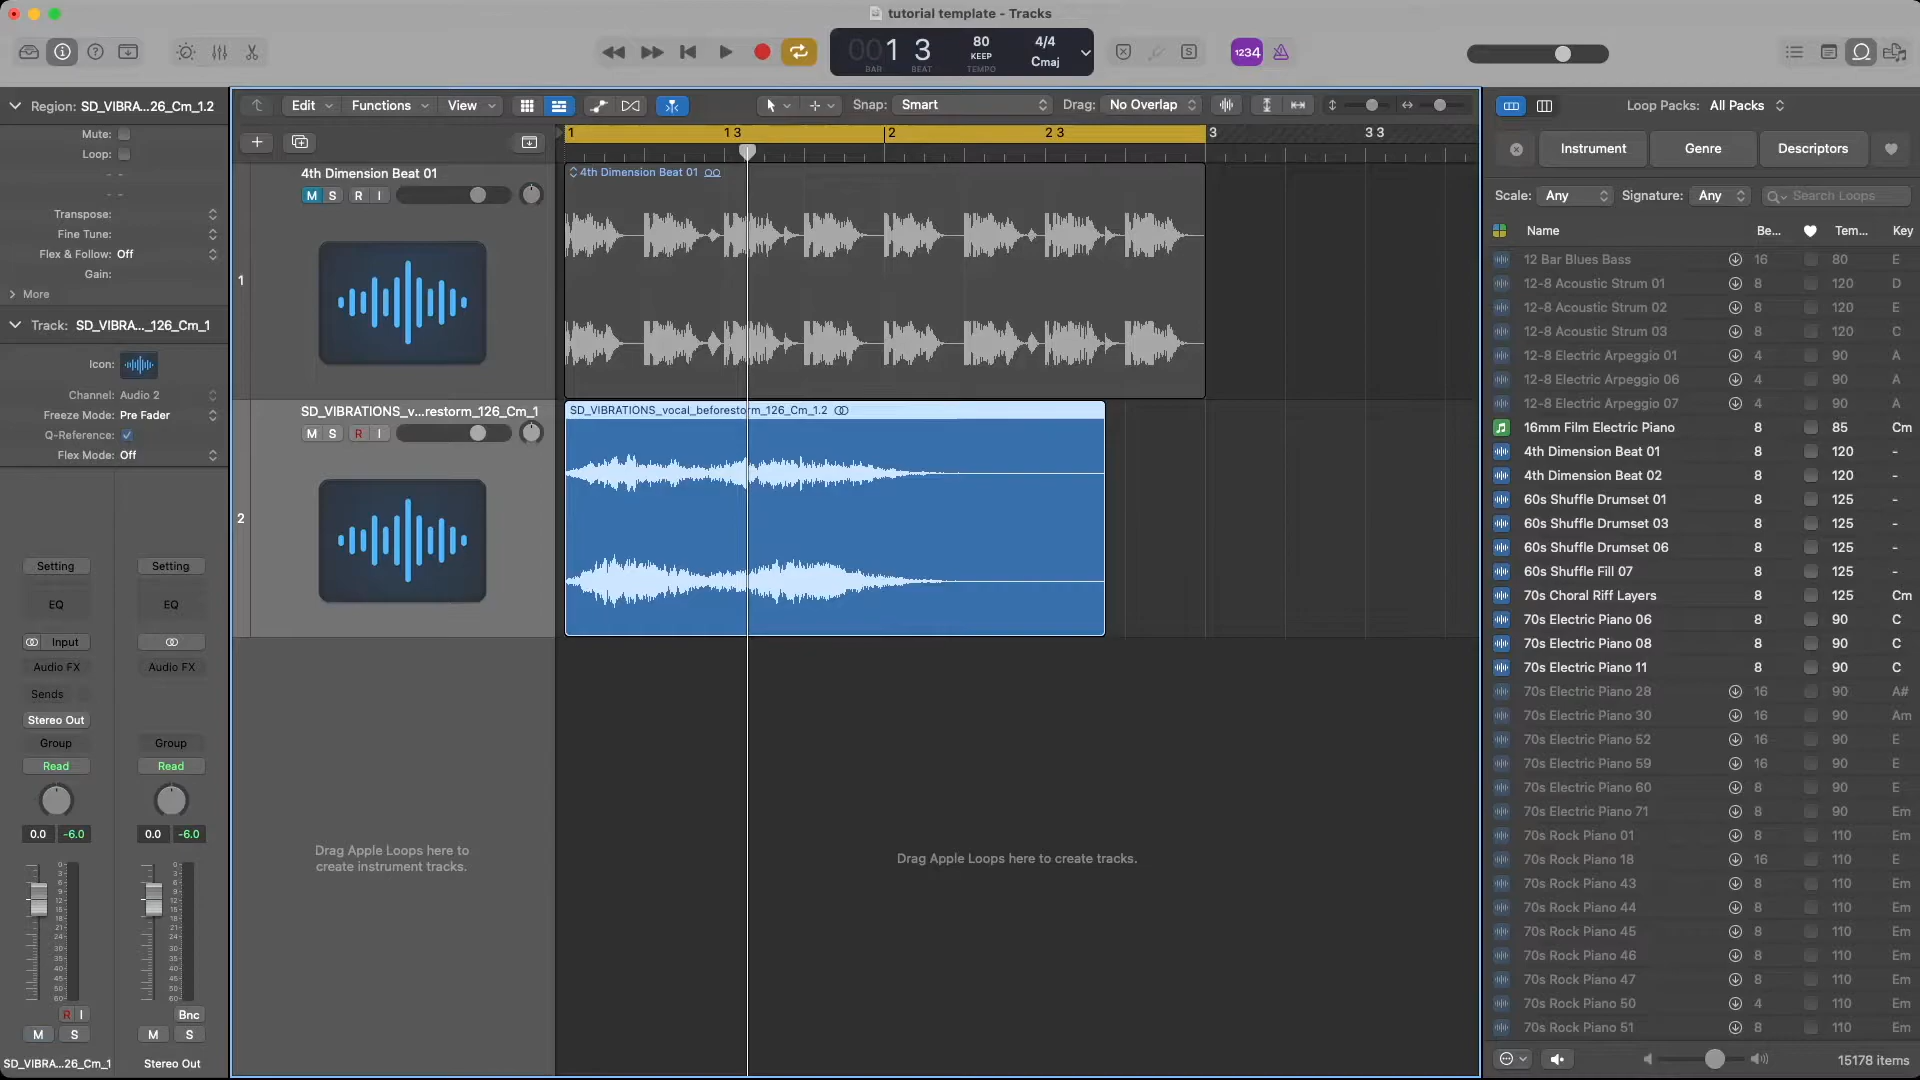 tutorial template - Tracks
001 3
BAR BEAT
80
KEEP
TEMPO
4/4
Cmaj
S
1234
Region: SD_VIBRA...26_Cm_1.2
Mute:
Loop:
Transpose:
Fine Tune:
Flex & Follow: Off
Gain:
More
Track: SD_VIBRA..._126_Cm_1
Icon:
Channel: Audio 2
Freeze Mode: Pre Fader
Q-Reference:
Flex Mode: Off
Setting Setting
EQ EQ
Input
Audio FX Audio FX
Sends
Stereo Out
Group Group
Read Read
0.0 -6.0 0.0 -6.0
R I Bnc
M S M S
SD_VIBRA...26_Cm_1 Stereo Out
Edit Functions View
Snap: Smart
Drag: No Overlap
1 1 3 2 2 3 3 3 3
1
4th Dimension Beat 01
M S R I
4th Dimension Beat 01
2
SD_VIBRATIONS_v...restorm_126_Cm_1
M S R I
SD_VIBRATIONS_vocal_beforestorm_126_Cm_1.2
Drag Apple Loops here to
create instrument tracks.
Drag Apple Loops here to create tracks.
Loop Packs: All Packs
Instrument Genre Descriptors
Scale: Any Signature: Any Search Loops
Name Be... Tem... Key
12 Bar Blues Bass 16 80 E
12-8 Acoustic Strum 01 8 120 D
12-8 Acoustic Strum 02 8 120 E
12-8 Acoustic Strum 03 8 120 C
12-8 Electric Arpeggio 01 4 90 A
12-8 Electric Arpeggio 06 4 90 A
12-8 Electric Arpeggio 07 4 90 A
16mm Film Electric Piano 8 85 Cm
4th Dimension Beat 01 8 120 -
4th Dimension Beat 02 8 120 -
60s Shuffle Drumset 01 8 125 -
60s Shuffle Drumset 03 8 125 -
60s Shuffle Drumset 06 8 125 -
60s Shuffle Fill 07 8 125 -
70s Choral Riff Layers 8 125 Cm
70s Electric Piano 06 8 90 C
70s Electric Piano 08 8 90 C
70s Electric Piano 11 8 90 C
70s Electric Piano 28 16 90 A#
70s Electric Piano 30 16 90 Am
70s Electric Piano 52 16 90 E
70s Electric Piano 59 16 90 E
70s Electric Piano 60 8 90 E
70s Electric Piano 71 8 90 Em
70s Rock Piano 01 8 110 Em
70s Rock Piano 18 16 110 E
70s Rock Piano 43 8 110 Em
70s Rock Piano 44 8 110 Em
70s Rock Piano 45 8 110 Em
70s Rock Piano 46 8 110 Em
70s Rock Piano 47 8 110 Em
70s Rock Piano 50 4 110 Em
70s Rock Piano 51 8 110 Em
15178 items